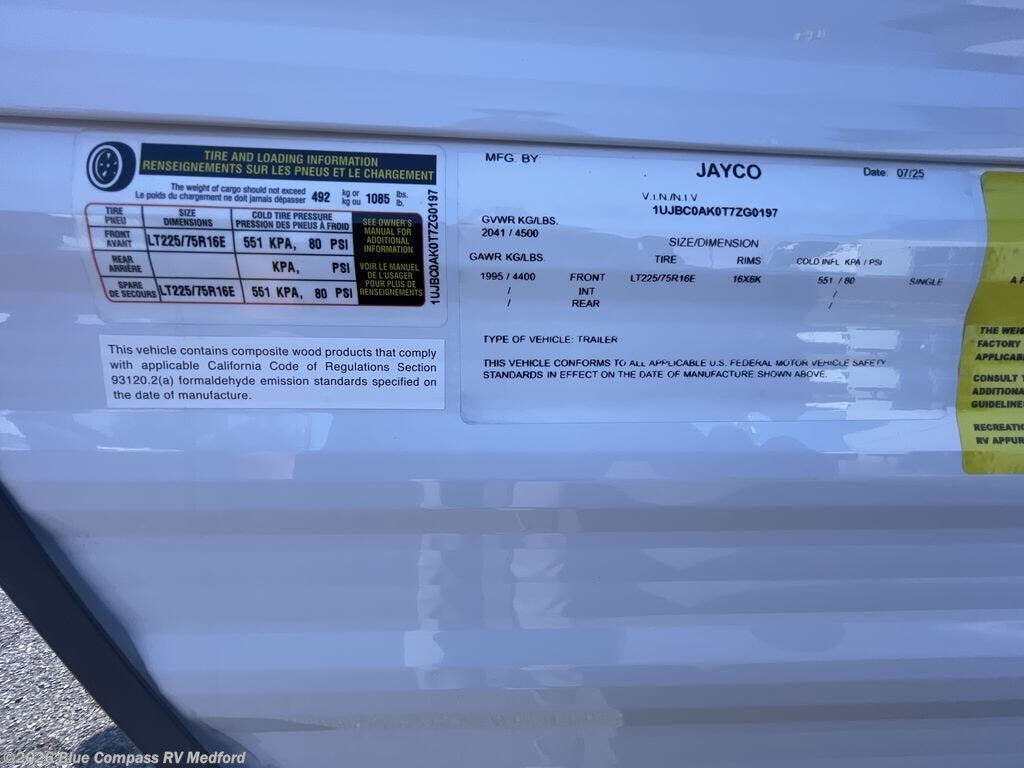 TIRE AND LOADING INFORMATION
RENSEIGNEMENTS SUR LES PNEUS ET LE CHARGEMENT
The weight of cargo should not exceed 492 kg or 1085 lbs.
Le poids du chargement ne doit jamais dépasser kg ou lb.
TIRE PNEU SIZE DIMENSIONS COLD TIRE PRESSURE PRESSION DES PNEUS À FROID
FRONT AVANT LT225/75R16E 551 KPA, 80 PSI
REAR ARRIÈRE KPA, PSI
SPARE DE SECOURS LT225/75R16E 551 KPA, 80 PSI
SEE OWNER'S
MANUAL FOR
ADDITIONAL
INFORMATION
VOIR LE MANUEL
DE L'USAGER
POUR PLUS DE
RENSEIGNEMENTS
1UJBC0AK0T7ZG0197
This vehicle contains composite wood products that comply
with applicable California Code of Regulations Section
93120.2(a) formaldehyde emission standards specified on
the date of manufacture.
MFG. BY JAYCO Date: 07/25
V.I.N./N.I.V
1UJBC0AK0T7ZG0197
GVWR KG/LBS.
2041 / 4500
SIZE/DIMENSION
GAWR KG/LBS. TIRE RIMS COLD INFL KPA / PSI
1995 / 4400 FRONT LT225/75R16E 16X6K 551 / 80 SINGLE
/ INT /
/ REAR /
TYPE OF VEHICLE: TRAILER
THIS VEHICLE CONFORMS TO ALL APPLICABLE U.S. FEDERAL MOTOR VEHICLE SAFETY
STANDARDS IN EFFECT ON THE DATE OF MANUFACTURE SHOWN ABOVE.
THE
FACTORY
CONSULT
RV
©2026 Blue Compass RV Medford